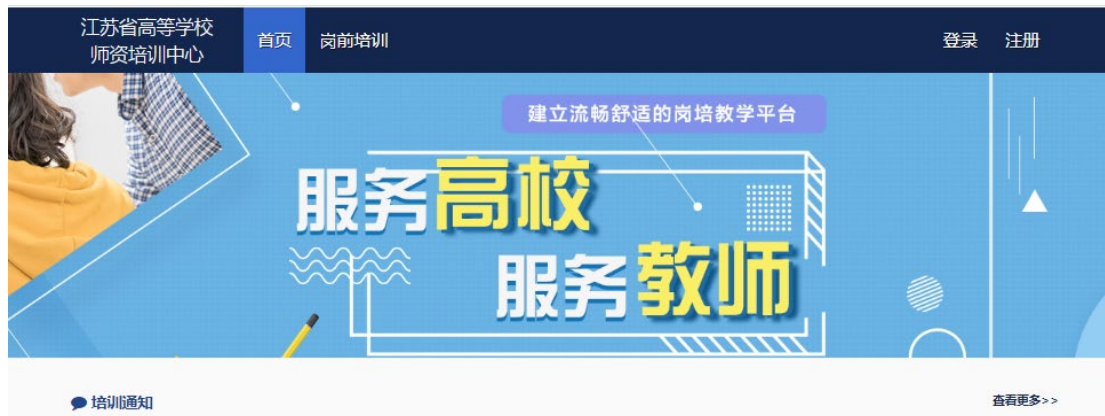 江苏省高等学校
师资培训中心
首页
岗前培训
登录
注册
建立流畅舒适的岗培教学平台
服务高校
服务教师
培训通知
查看更多>>